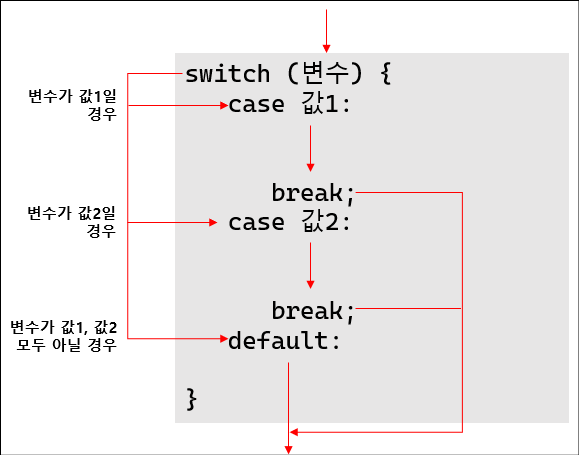 switch (변수) {
변수가 값1일
경우
case 값1:
break;
변수가 값2일
경우
case 값2:
break;
변수가 값1, 값2
모두 아닐 경우
default:
}